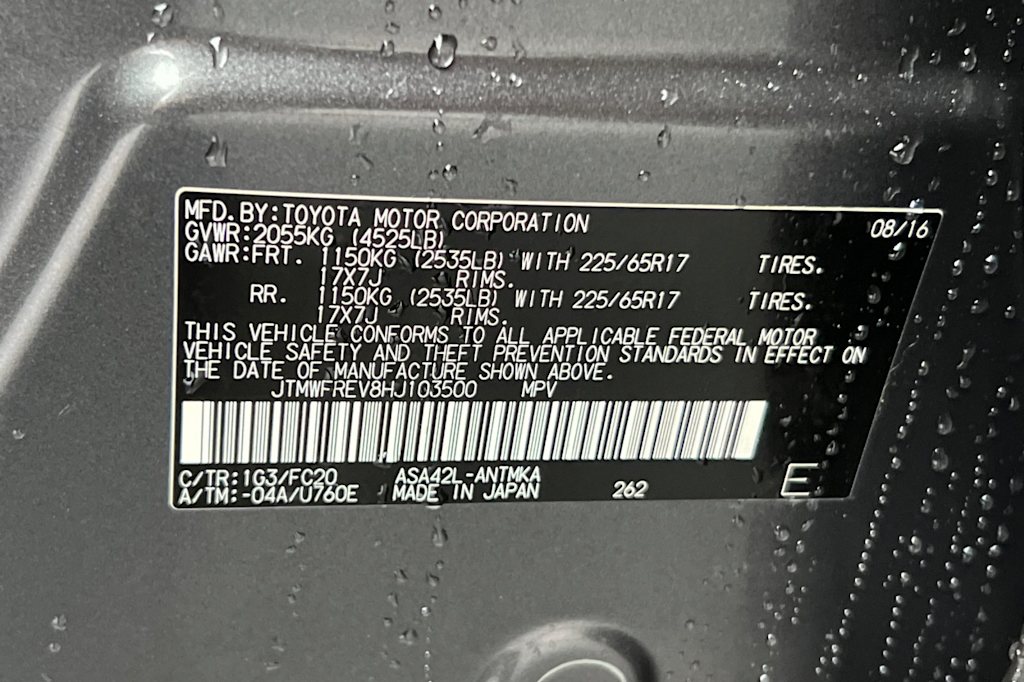 MFD. BY: TOYOTA MOTOR CORPORATION 08/16
GVWR: 2055KG (4525LB)
GAWR: FRT. 1150KG (2535LB) WITH 225/65R17 TIRES.
17X7J RIMS.
RR. 1150KG (2535LB) WITH 225/65R17 TIRES.
17X7J RIMS.
THIS VEHICLE CONFORMS TO ALL APPLICABLE FEDERAL MOTOR
VEHICLE SAFETY AND THEFT PREVENTION STANDARDS IN EFFECT ON
THE DATE OF MANUFACTURE SHOWN ABOVE.
JTMWFREV8HJ103500 MPV
C/TR: 1G3/FC20 ASA42L-ANTMKA
A/TM: -04A/U760E MADE IN JAPAN 262 E